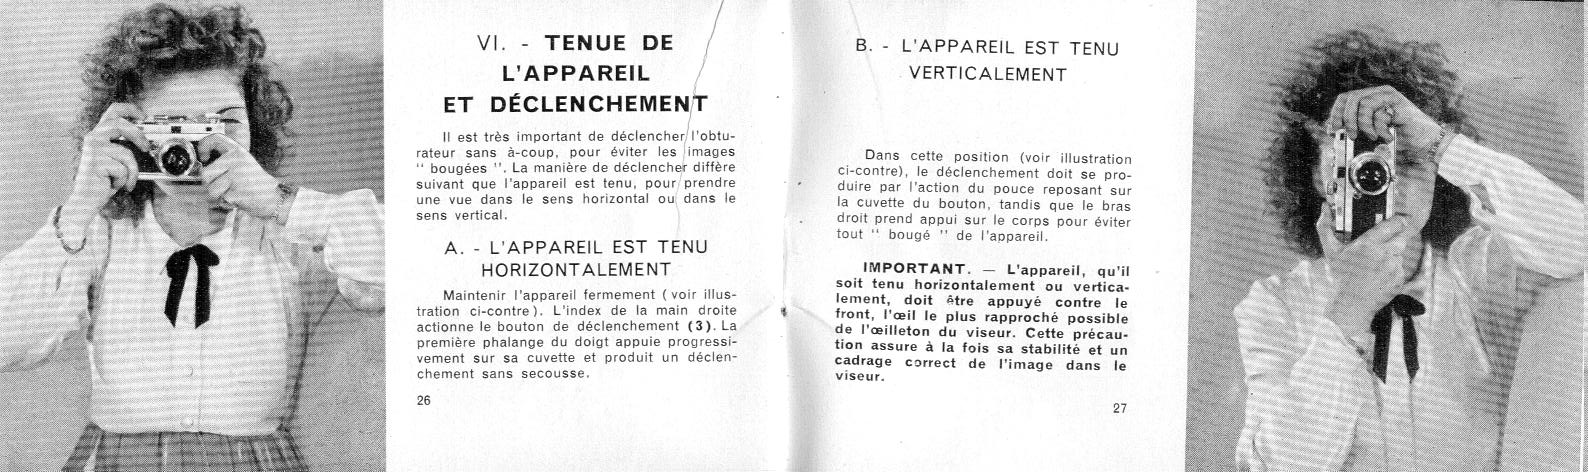 VI. - TENUE DE
L'APPAREIL
ET DÉCLENCHEMENT
Il est très important de déclencher l'obtu-
rateur sans à-coup, pour éviter les images
“ bougées ”. La manière de déclencher diffère
suivant que l'appareil est tenu, pour prendre
une vue dans le sens horizontal ou dans le
sens vertical.
A. - L'APPAREIL EST TENU
HORIZONTALEMENT
Maintenir l'appareil fermement ( voir illus-
tration ci-contre ). L'index de la main droite
actionne le bouton de déclenchement (3). La
première phalange du doigt appuie progressi-
vement sur sa cuvette et produit un déclen-
chement sans secousse.
26
B. - L'APPAREIL EST TENU
VERTICALEMENT
Dans cette position (voir illustration
ci-contre), le déclenchement doit se pro-
duire par l'action du pouce reposant sur
la cuvette du bouton, tandis que le bras
droit prend appui sur le corps pour éviter
tout “ bougé ” de l'appareil.
IMPORTANT. — L'appareil, qu'il
soit tenu horizontalement ou vertica-
lement, doit être appuyé contre le
front, l'œil le plus rapproché possible
de l'œilleton du viseur. Cette précau-
tion assure à la fois sa stabilité et un
cadrage correct de l'image dans le
viseur.
27